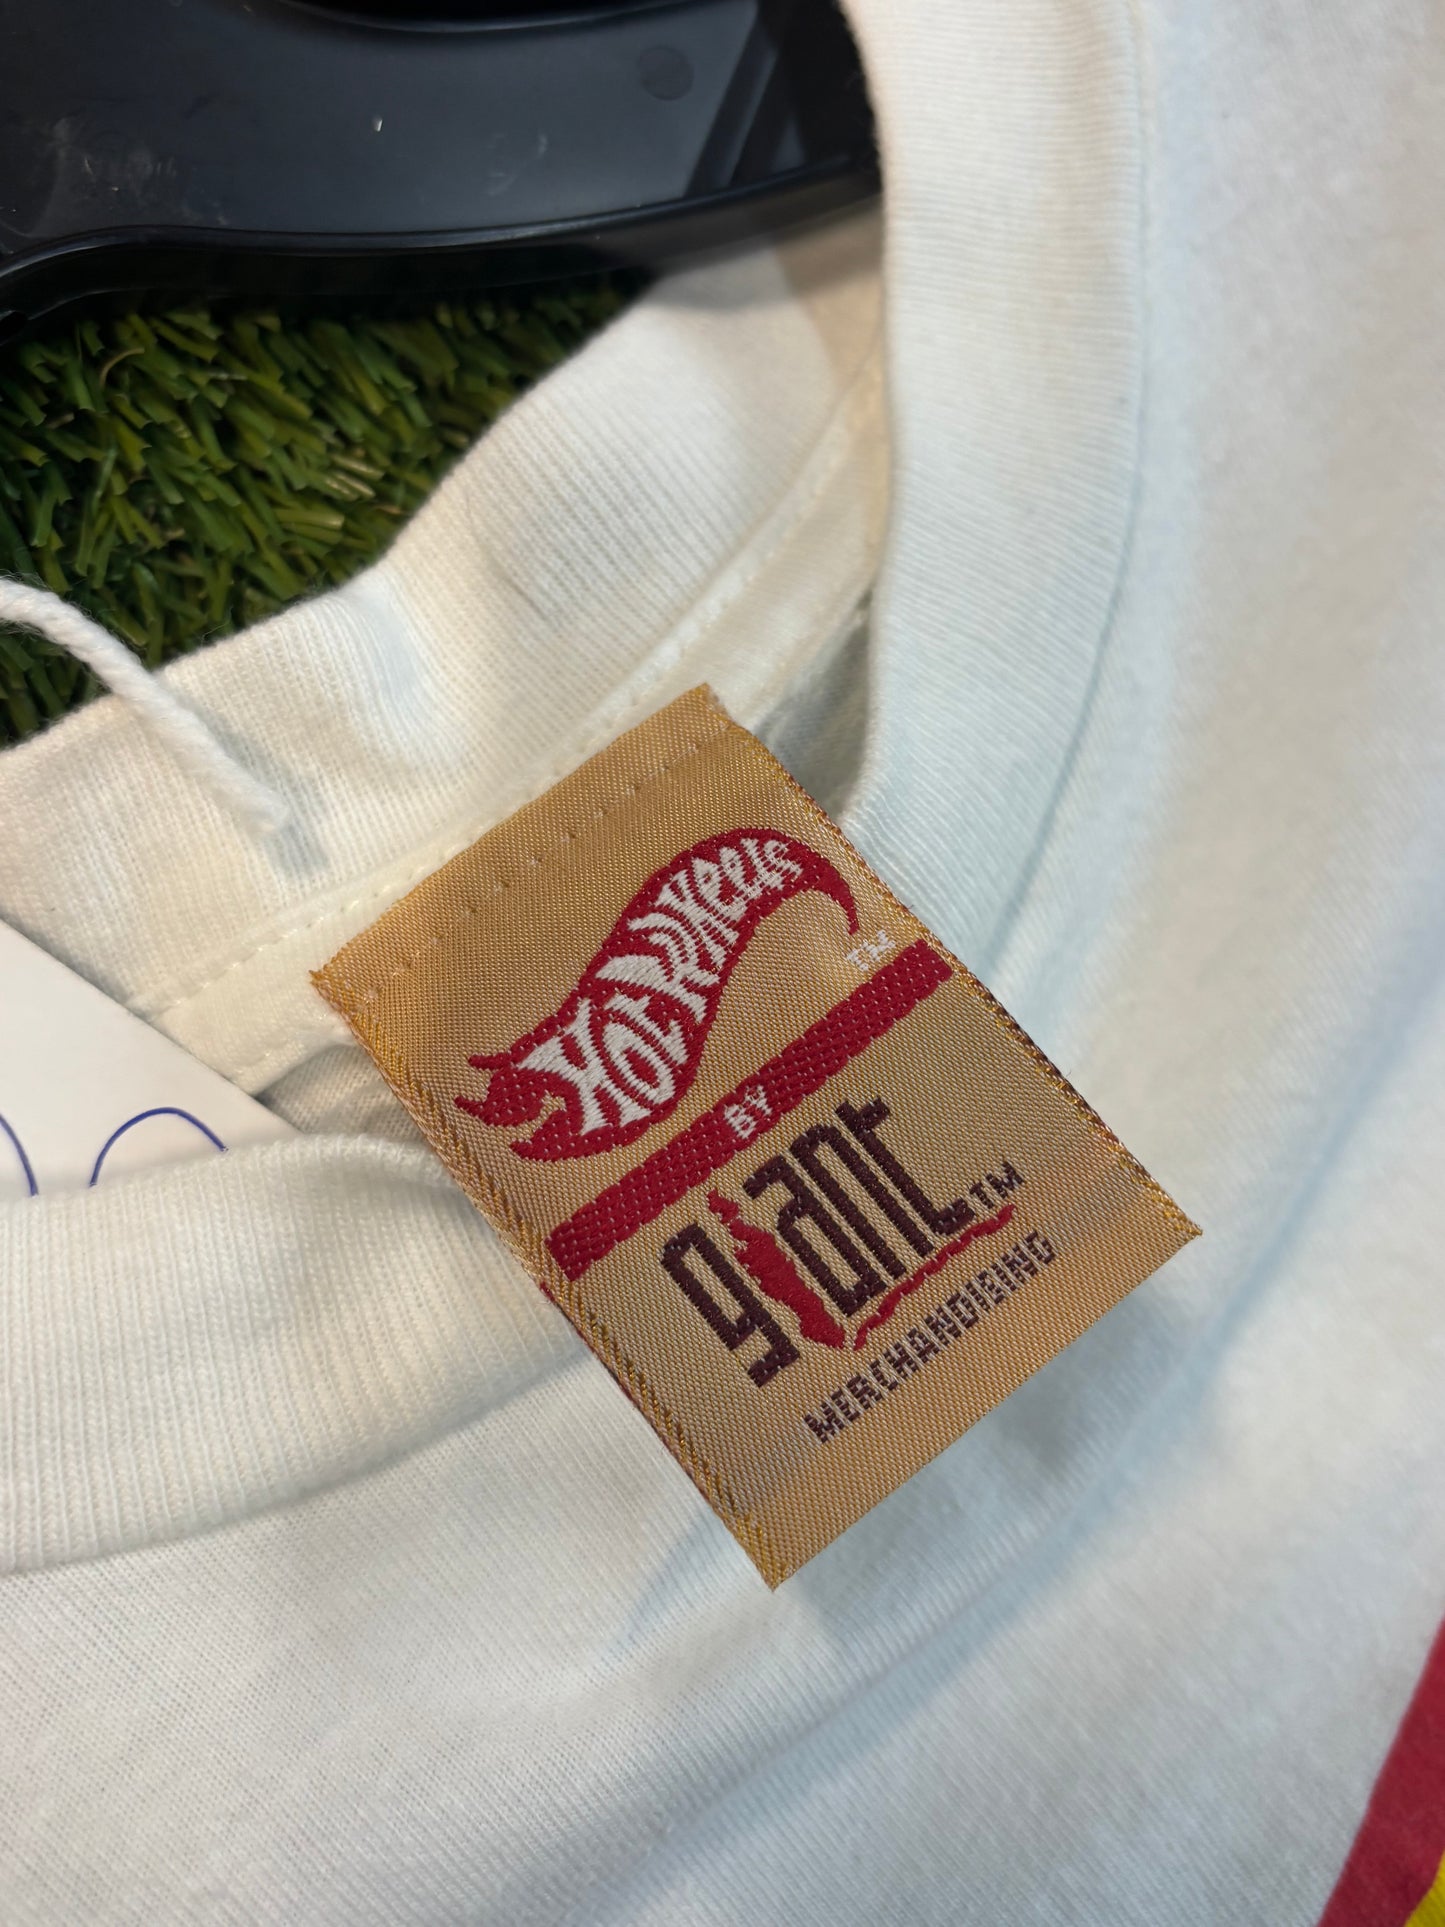 HOT WHEELS
TM
BY
giant TM
MERCHANDISING